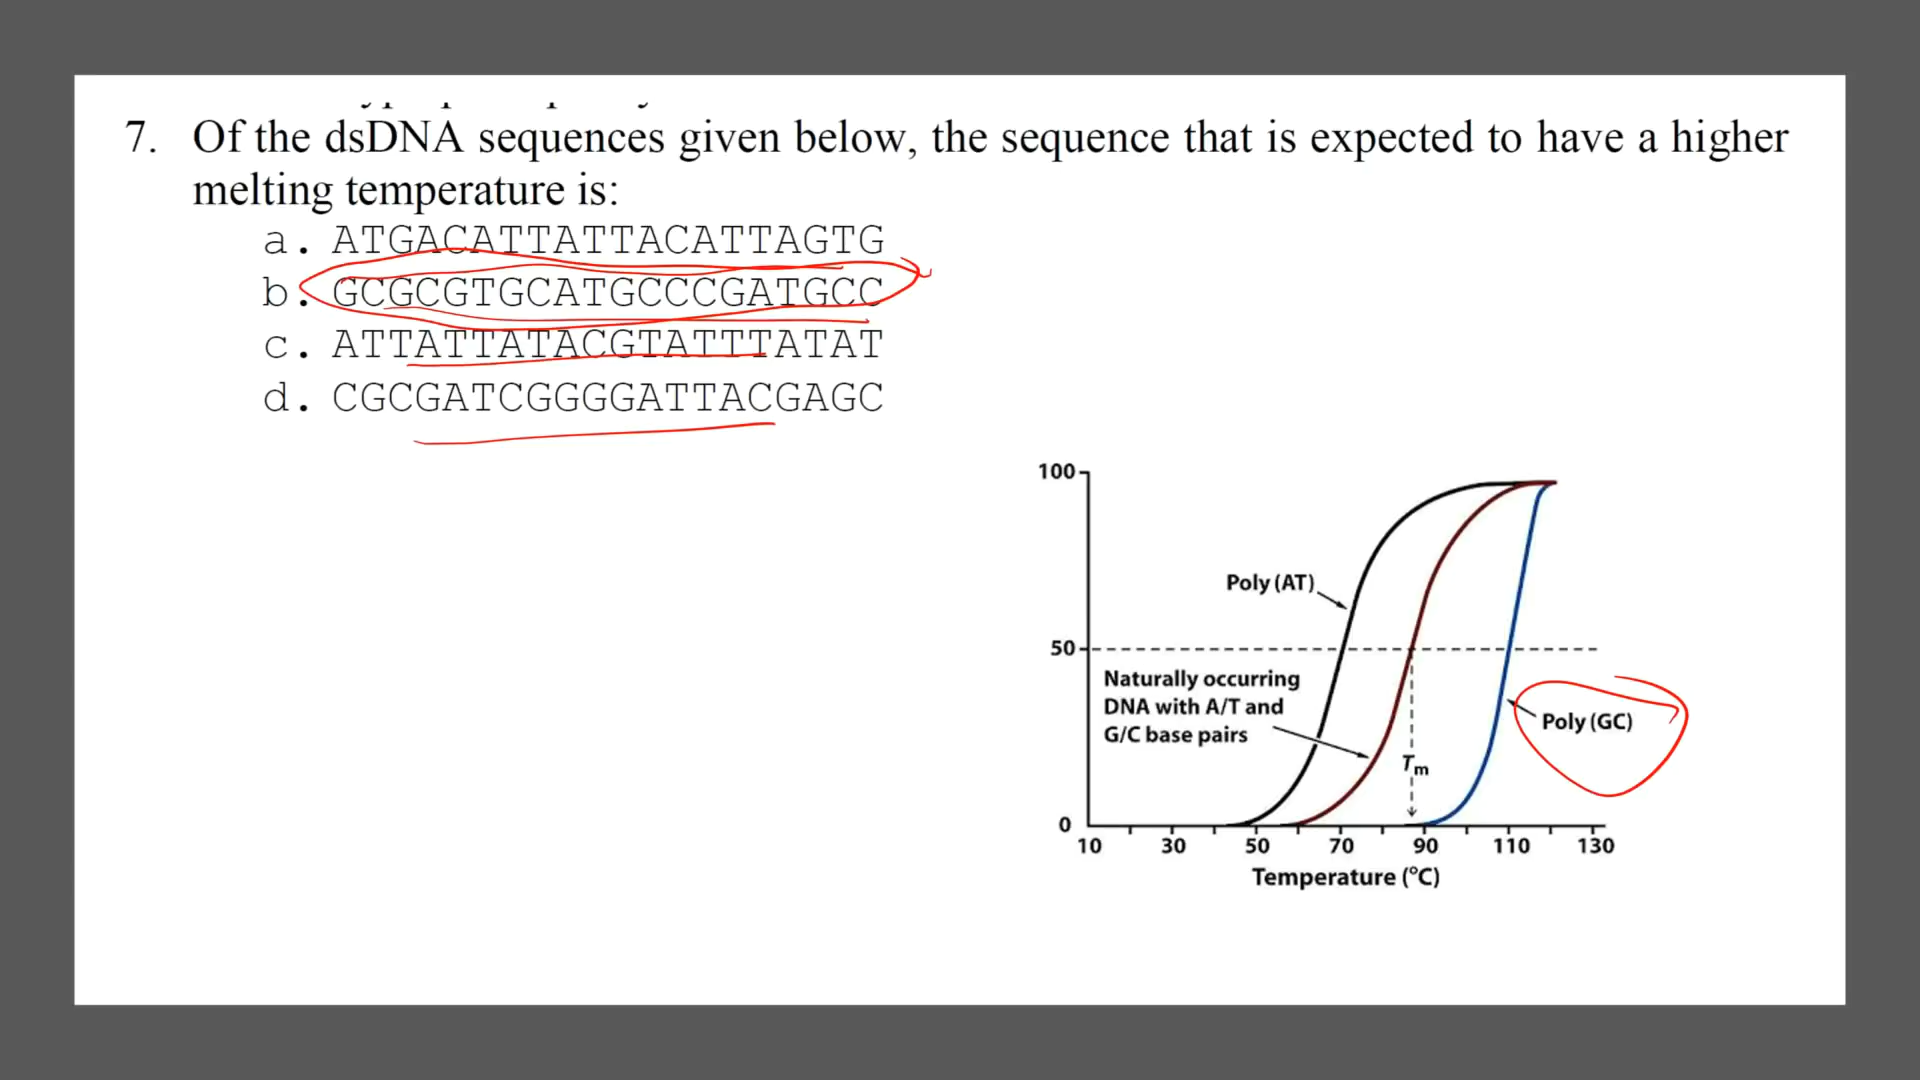 7. Of the dsDNA sequences given below, the sequence that is expected to have a higher
melting temperature is:
a. ATGACATTATTACATTAGTG
b. GCGCGTGCATGCCCGATGCC
c. ATTATTATACGTATTTATAT
d. CGCGATCGGGGATTACGAGC
100
Poly (AT)
50
Naturally occurring
DNA with A/T and
G/C base pairs
Poly (GC)
Tm
0
10 30 50 70 90 110 130
Temperature (°C)